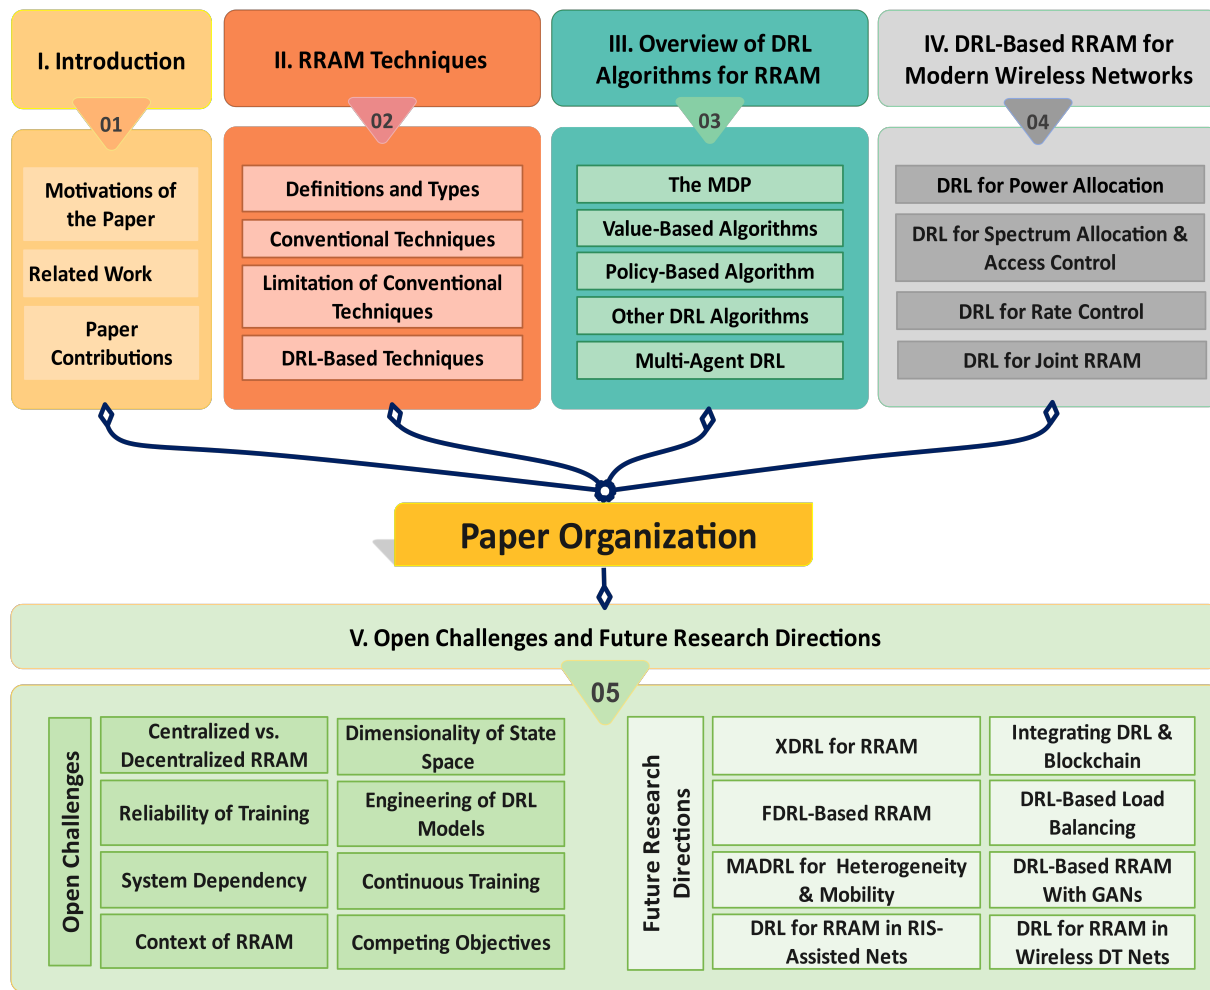 I. Introduction
01
Motivations of
the Paper
Related Work
Paper
Contributions
II. RRAM Techniques
02
Definitions and Types
Conventional Techniques
Limitation of Conventional
Techniques
DRL-Based Techniques
III. Overview of DRL
Algorithms for RRAM
03
The MDP
Value-Based Algorithms
Policy-Based Algorithm
Other DRL Algorithms
Multi-Agent DRL
IV. DRL-Based RRAM for
Modern Wireless Networks
04
DRL for Power Allocation
DRL for Spectrum Allocation &
Access Control
DRL for Rate Control
DRL for Joint RRAM
Paper Organization
V. Open Challenges and Future Research Directions
05
Open Challenges
Centralized vs.
Decentralized RRAM
Reliability of Training
System Dependency
Context of RRAM
Dimensionality of State
Space
Engineering of DRL
Models
Continuous Training
Competing Objectives
Future Research
Directions
XDRL for RRAM
FDRL-Based RRAM
MADRL for Heterogeneity
& Mobility
DRL for RRAM in RIS-
Assisted Nets
Integrating DRL &
Blockchain
DRL-Based Load
Balancing
DRL-Based RRAM
With GANs
DRL for RRAM in
Wireless DT Nets